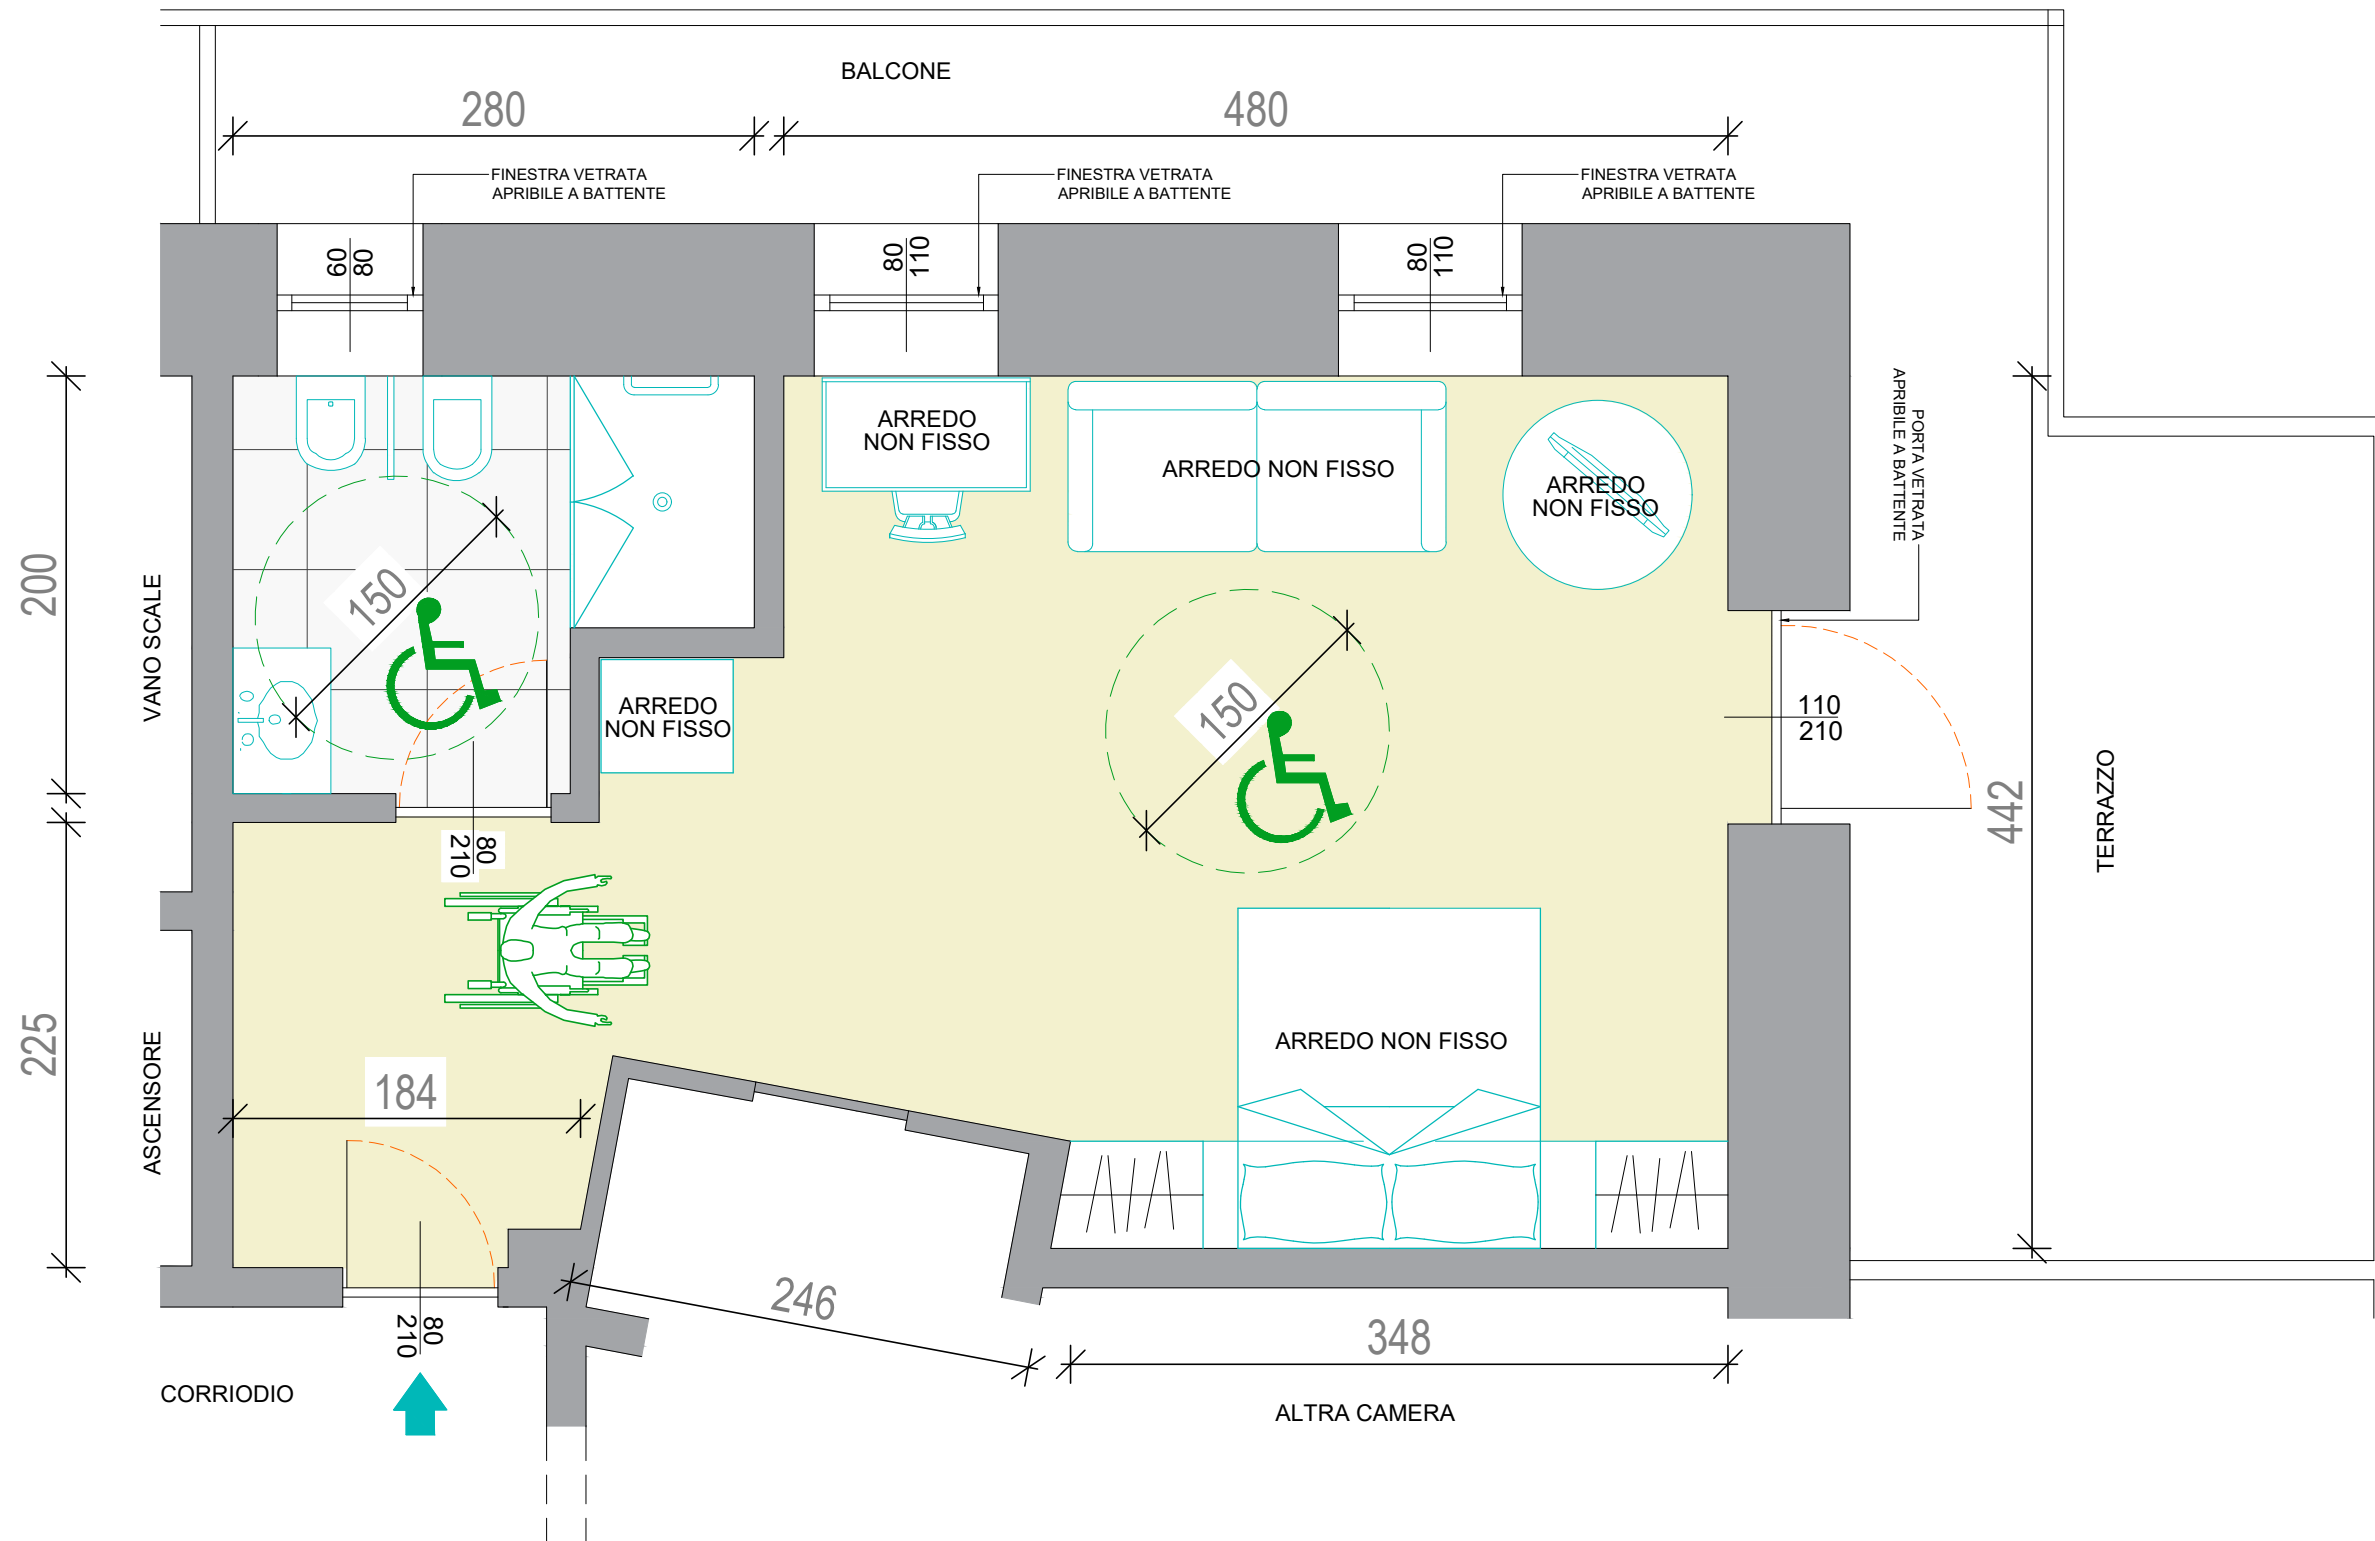 BALCONE
280
480
FINESTRA VETRATA
APRIBILE A BATTENTE
FINESTRA VETRATA
APRIBILE A BATTENTE
FINESTRA VETRATA
APRIBILE A BATTENTE
60
80
80
110
80
110
PORTA VETRATA
APRIBILE A BATTENTE
ARREDO
NON FISSO
ARREDO NON FISSO
ARREDO
NON FISSO
200
VANO SCALE
150
150
ARREDO
NON FISSO
110
210
442
TERRAZZO
80
210
225
ASCENSORE
184
ARREDO NON FISSO
246
348
80
210
CORRIODIO
ALTRA CAMERA